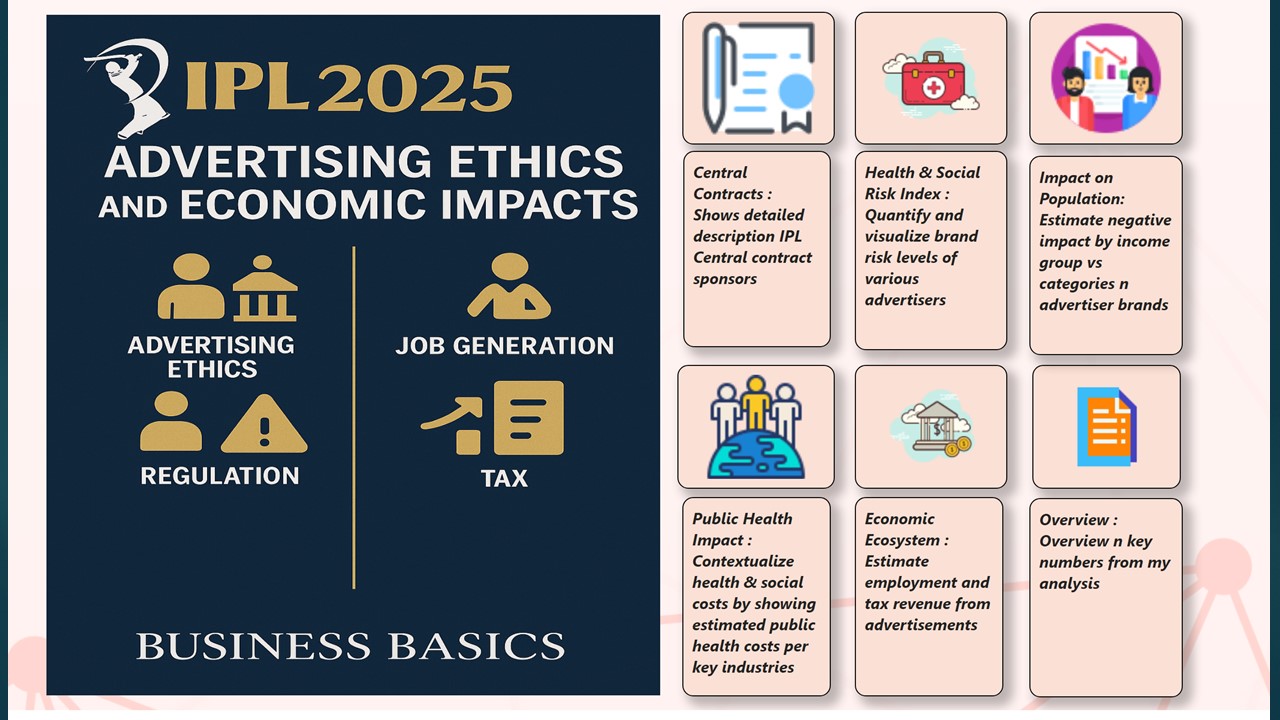 IPL 2025
ADVERTISING ETHICS
AND ECONOMIC IMPACTS
ADVERTISING
ETHICS
JOB GENERATION
REGULATION
TAX
BUSINESS BASICS
Central
Contracts :
Shows detailed
description IPL
Central contract
sponsors
Health & Social
Risk Index :
Quantify and
visualize brand
risk levels of
various
advertisers
Impact on
Population:
Estimate negative
impact by income
group vs
categories n
advertiser brands
Public Health
Impact :
Contextualize
health & social
costs by showing
estimated public
health costs per
key industries
Economic
Ecosystem :
Estimate
employment and
tax revenue from
advertisements
Overview :
Overview n key
numbers from my
analysis